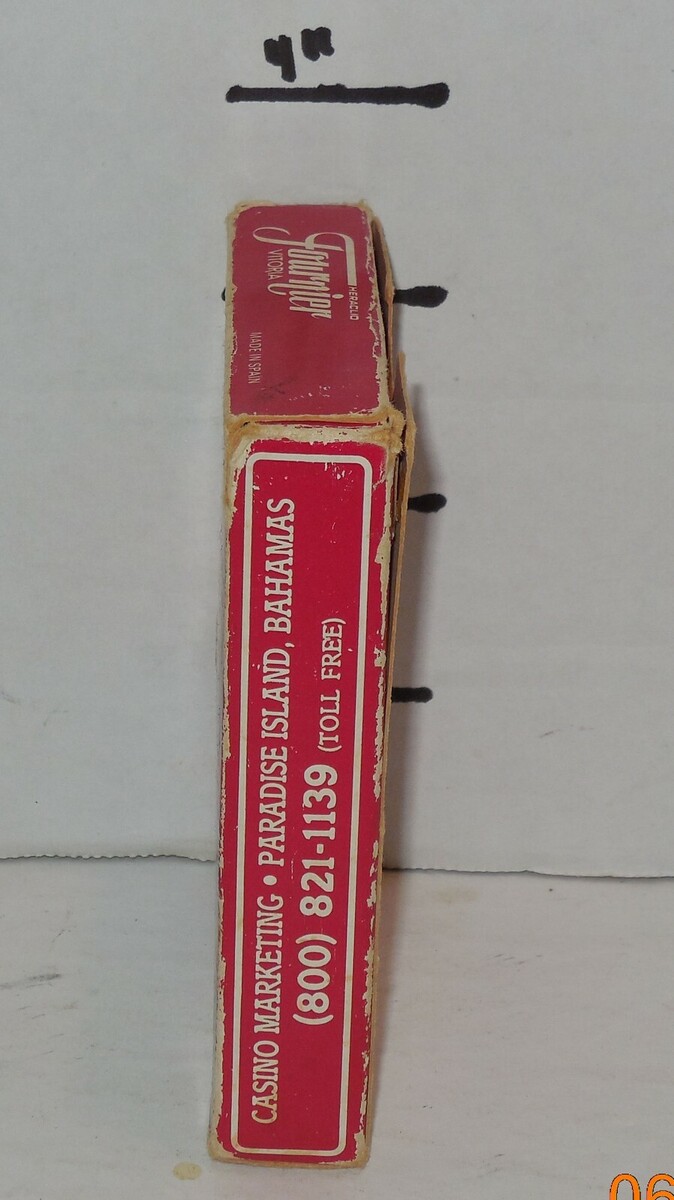 4"
HERACLIO
Fournier
VITORIA
MADE IN SPAIN
CASINO MARKETING • PARADISE ISLAND, BAHAMAS
(800) 821-1139 (TOLL FREE)
06